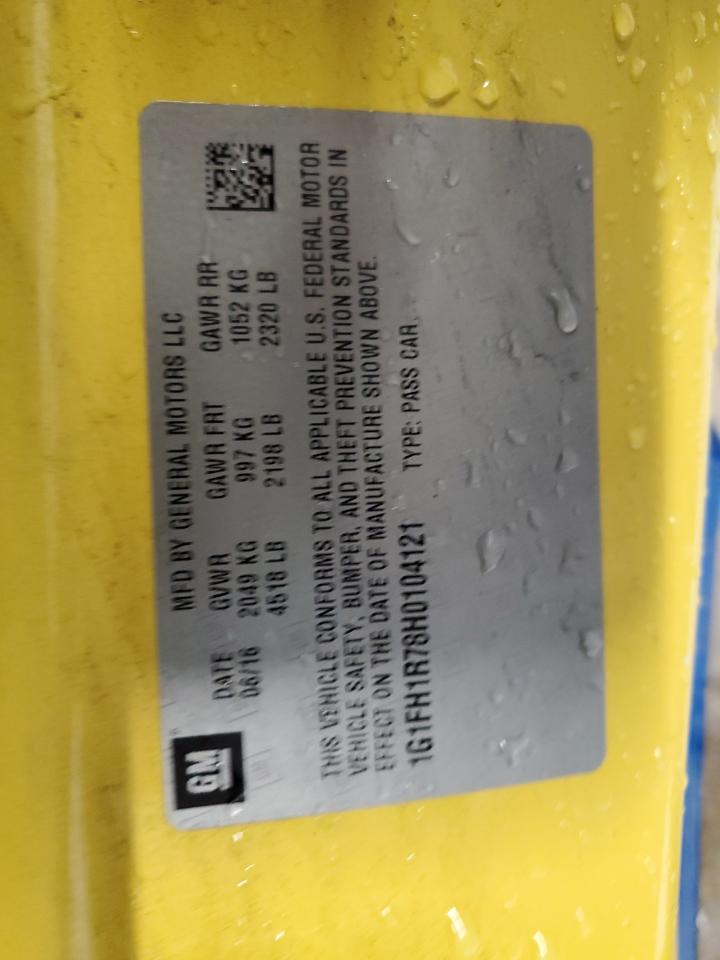 GM
MFD BY GENERAL MOTORS LLC
DATE GVWR GAWR FRT GAWR RR
06/16 2049 KG 997 KG 1052 KG
4518 LB 2198 LB 2320 LB
THIS VEHICLE CONFORMS TO ALL APPLICABLE U.S. FEDERAL MOTOR
VEHICLE SAFETY, BUMPER, AND THEFT PREVENTION STANDARDS IN
EFFECT ON THE DATE OF MANUFACTURE SHOWN ABOVE.
1G1FH1R78H0104121 TYPE: PASS CAR.